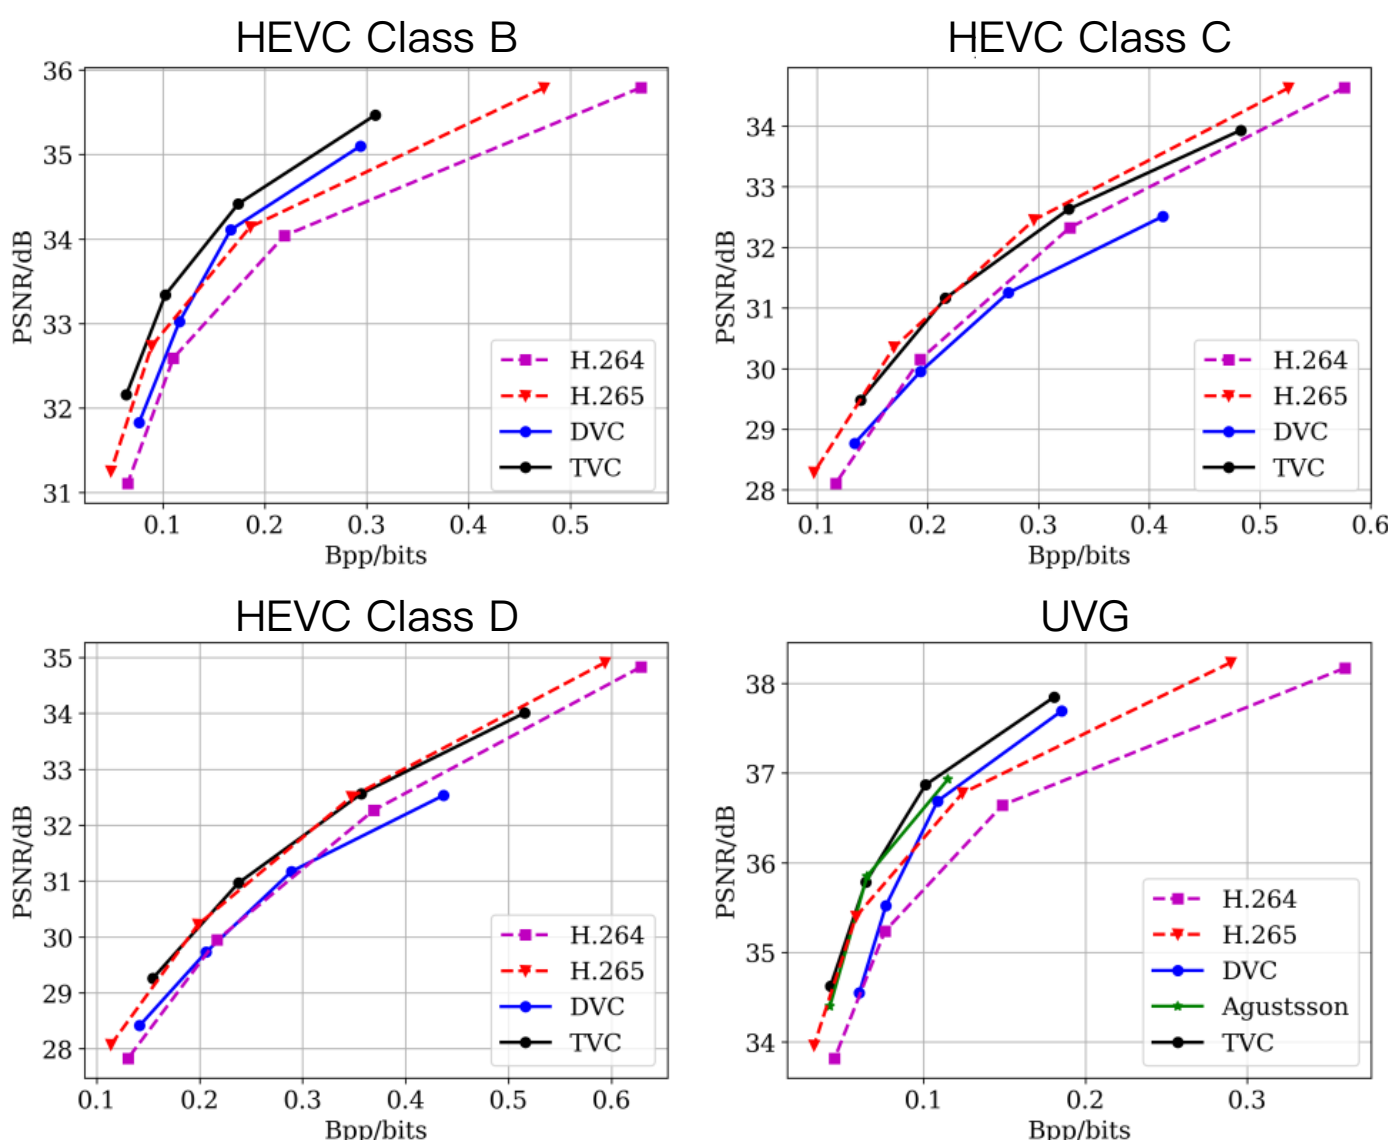 HEVC Class B
36
35
34
33
32
31
PSNR/dB
0.1 0.2 0.3 0.4 0.5
Bpp/bits
H.264
H.265
DVC
TVC
HEVC Class C
34
33
32
31
30
29
28
PSNR/dB
0.1 0.2 0.3 0.4 0.5 0.6
Bpp/bits
H.264
H.265
DVC
TVC
HEVC Class D
35
34
33
32
31
30
29
28
PSNR/dB
0.1 0.2 0.3 0.4 0.5 0.6
Bpp/bits
H.264
H.265
DVC
TVC
UVG
38
37
36
35
34
PSNR/dB
0.1 0.2 0.3
Bpp/bits
H.264
H.265
DVC
Agustsson
TVC